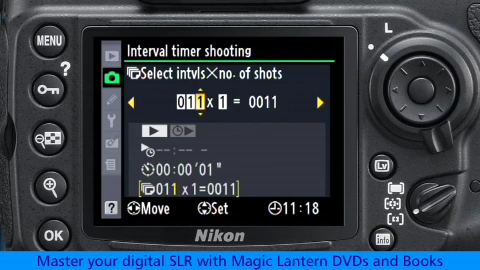 MENU
?
L
Interval timer shooting
Select intvls×no. of shots
011 x 1 = 0011
--:-- -
00:00'01"
[011 x1=0011]
?
Move
Set
11:18
Lv
OK
info
Nikon
Master your digital SLR with Magic Lantern DVDs and Books